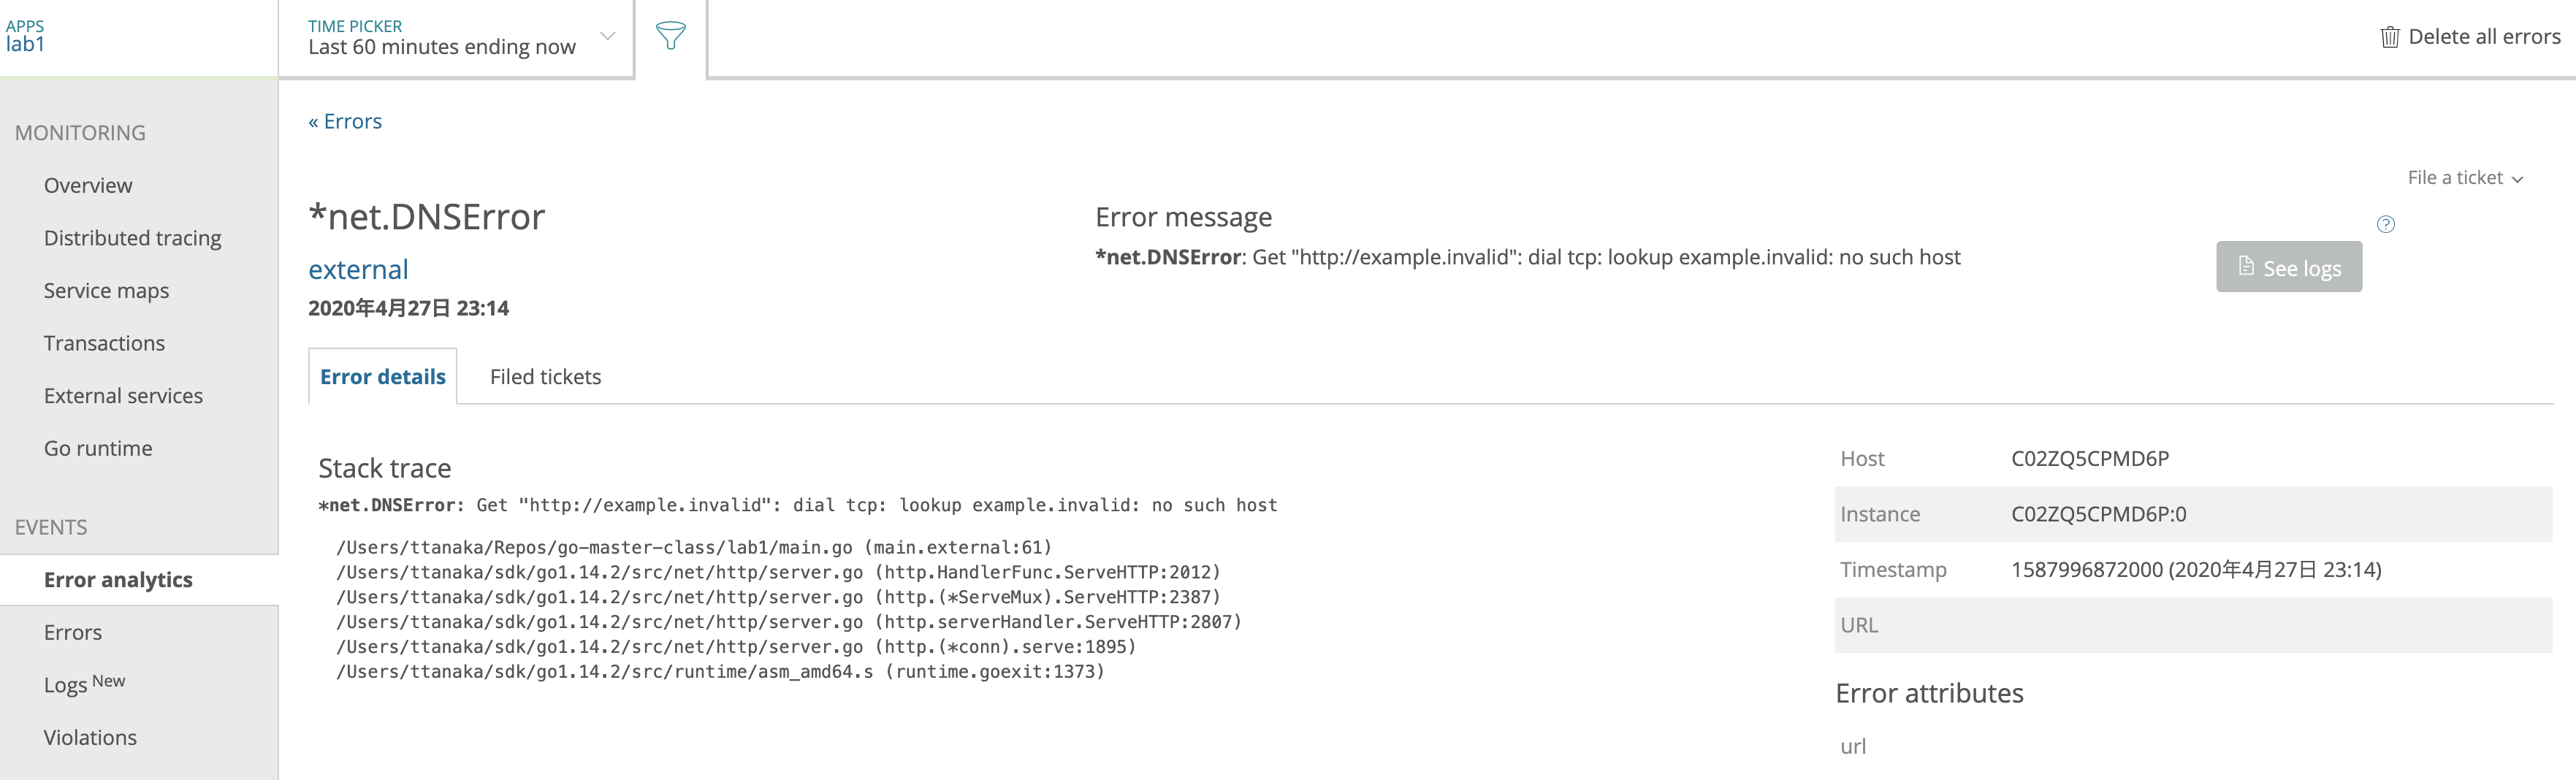 APPS
lab1
TIME PICKER
Last 60 minutes ending now
Delete all errors
MONITORING
Overview
Distributed tracing
Service maps
Transactions
External services
Go runtime
EVENTS
Error analytics
Errors
Logs New
Violations
« Errors
File a ticket
*net.DNSError
external
2020年4月27日 23:14
Error message
*net.DNSError: Get "http://example.invalid": dial tcp: lookup example.invalid: no such host
?
See logs
Error details
Filed tickets
Stack trace
*net.DNSError: Get "http://example.invalid": dial tcp: lookup example.invalid: no such host
/Users/ttanaka/Repos/go-master-class/lab1/main.go (main.external:61)
/Users/ttanaka/sdk/go1.14.2/src/net/http/server.go (http.HandlerFunc.ServeHTTP:2012)
/Users/ttanaka/sdk/go1.14.2/src/net/http/server.go (http.(*ServeMux).ServeHTTP:2387)
/Users/ttanaka/sdk/go1.14.2/src/net/http/server.go (http.serverHandler.ServeHTTP:2807)
/Users/ttanaka/sdk/go1.14.2/src/net/http/server.go (http.(*conn).serve:1895)
/Users/ttanaka/sdk/go1.14.2/src/runtime/asm_amd64.s (runtime.goexit:1373)
Host C02ZQ5CPMD6P
Instance C02ZQ5CPMD6P:0
Timestamp 1587996872000 (2020年4月27日 23:14)
URL
Error attributes
url